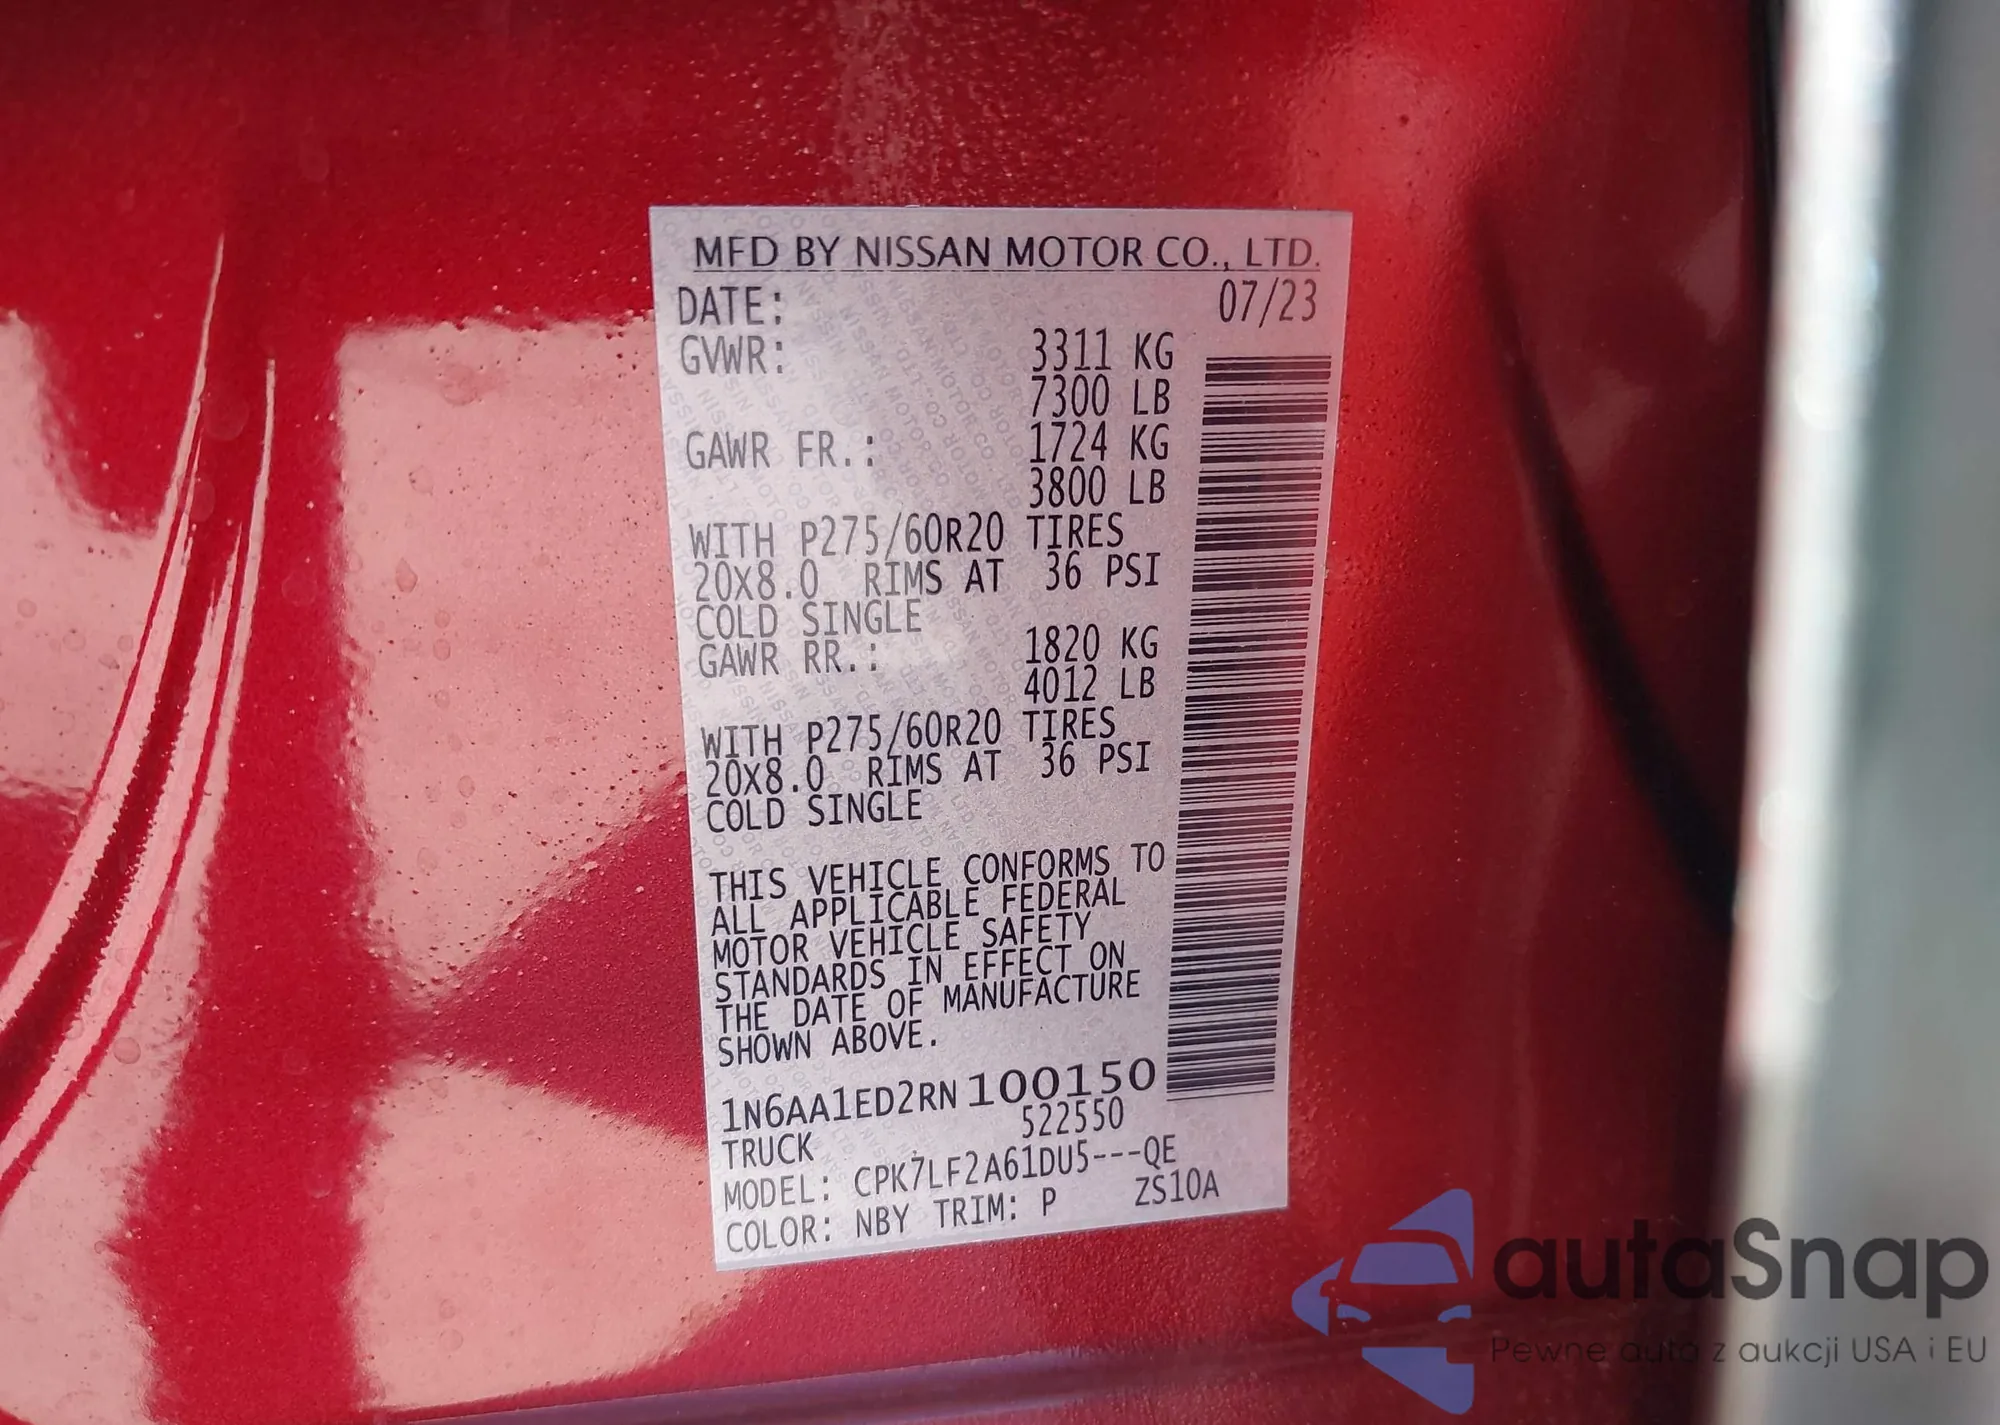 MFD BY NISSAN MOTOR CO., LTD.
DATE: 07/23
GVWR: 3311 KG
7300 LB
GAWR FR.: 1724 KG
3800 LB
WITH P275/60R20 TIRES
20X8.0 RIMS AT 36 PSI
COLD SINGLE
GAWR RR.: 1820 KG
4012 LB
WITH P275/60R20 TIRES
20X8.0 RIMS AT 36 PSI
COLD SINGLE
THIS VEHICLE CONFORMS TO
ALL APPLICABLE FEDERAL
MOTOR VEHICLE SAFETY
STANDARDS IN EFFECT ON
THE DATE OF MANUFACTURE
SHOWN ABOVE.
1N6AA1ED2RN100150
TRUCK 522550
MODEL: CPK7LF2A61DU5---QE
COLOR: NBY TRIM: P ZS10A
autaSnap
Pewne auta z aukcji USA i EU